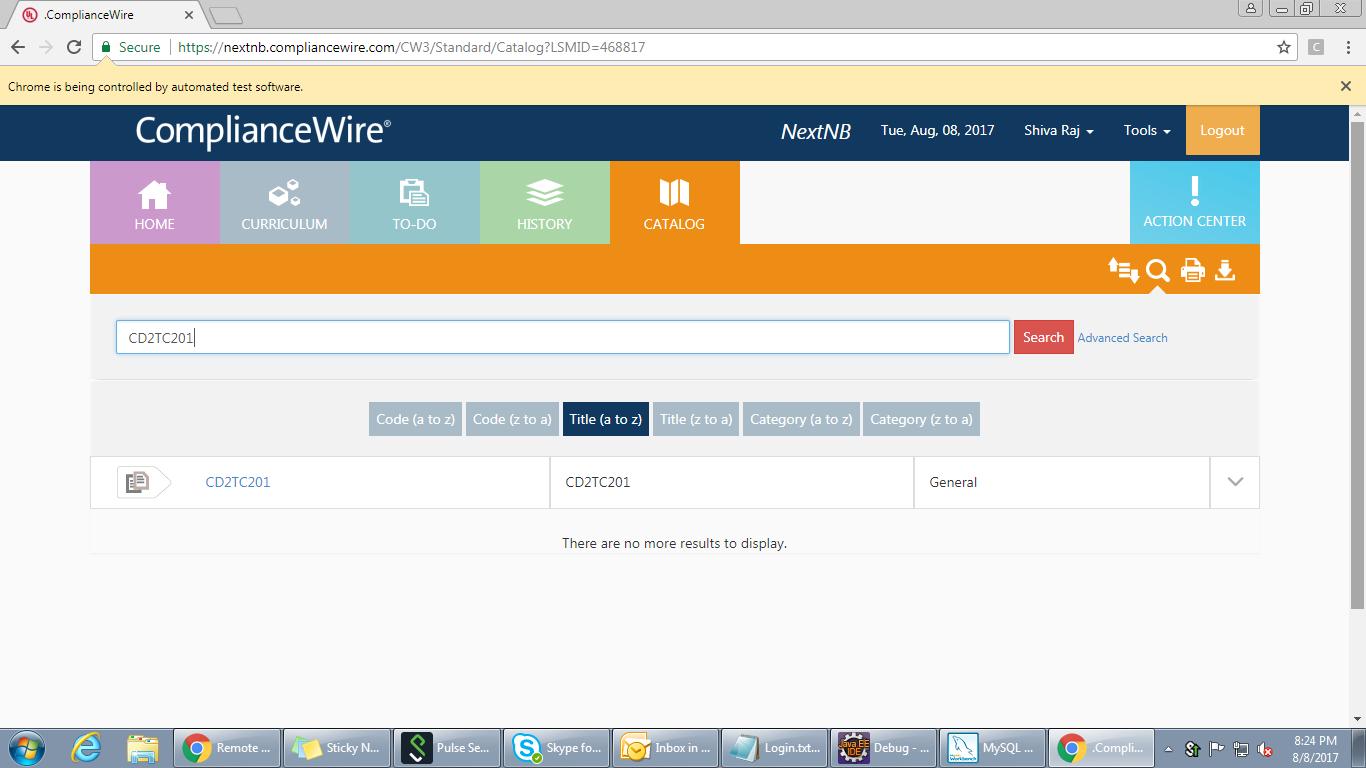 .ComplianceWire
Secure https://nextnb.compliancewire.com/CW3/Standard/Catalog?LSMID=468817
C
Chrome is being controlled by automated test software.
ComplianceWire®
NextNB Tue, Aug, 08, 2017 Shiva Raj Tools Logout
HOME CURRICULUM TO-DO HISTORY CATALOG ACTION CENTER
CD2TC201 Search Advanced Search
Code (a to z) Code (z to a) Title (a to z) Title (z to a) Category (a to z) Category (z to a)
CD2TC201 CD2TC201 General
There are no more results to display.
Remote ... Sticky N... Pulse Se... Skype fo... Inbox in ... Login.txt... Debug - ... MySQL ... .Compli... 8:24 PM
8/8/2017